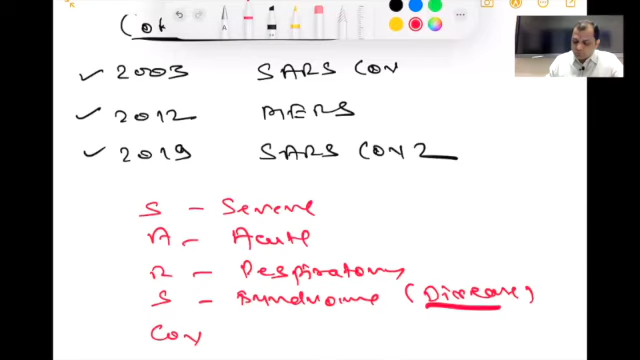 ✓ 2003 SARS COV
✓ 2012 MERS
✓ 2019 SARS COV 2
S - Severe
A - Acute
R - Respiratory
S - Syndrome (Disease)
COV